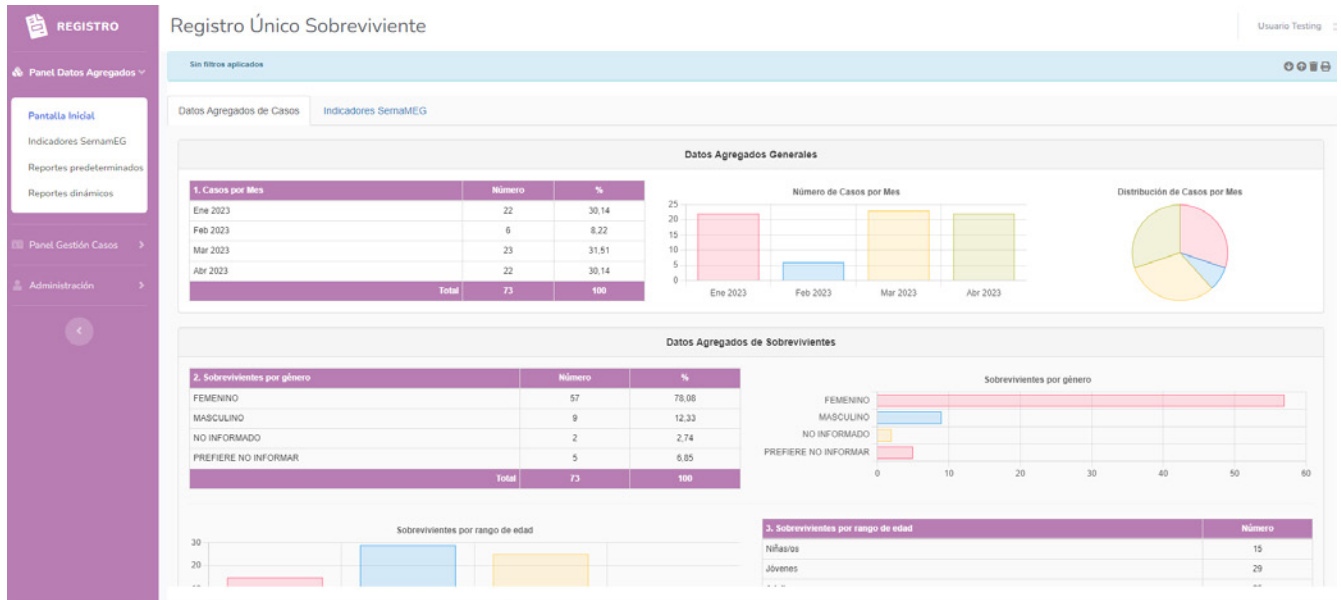 REGISTRO
Registro Único Sobreviviente
Usuario Testing
Panel Datos Agregados
Sin filtros aplicados
Pantalla Inicial
Indicadores SernamEG
Reportes predeterminados
Reportes dinámicos
Panel Gestión Casos
Administración
Datos Agregados de Casos Indicadores SernaMEG
Datos Agregados Generales
1. Casos por Mes Número %
Ene 2023 22 30,14
Feb 2023 6 8,22
Mar 2023 23 31,51
Abr 2023 22 30,14
Total 73 100
Número de Casos por Mes
25
20
15
10
5
0
Ene 2023 Feb 2023 Mar 2023 Abr 2023
Distribución de Casos por Mes
Datos Agregados de Sobrevivientes
2. Sobrevivientes por gènero Número %
FEMENINO 57 78,08
MASCULINO 9 12,33
NO INFORMADO 2 2,74
PREFIERE NO INFORMAR 5 6,85
Total 73 100
Sobrevivientes por gènero
FEMENINO
MASCULINO
NO INFORMADO
PREFIERE NO INFORMAR
0 10 20 30 40 50 60
Sobrevivientes por rango de edad
30
20
3. Sobrevivientes por rango de edad Número
Niñas/os 15
Jóvenes 29